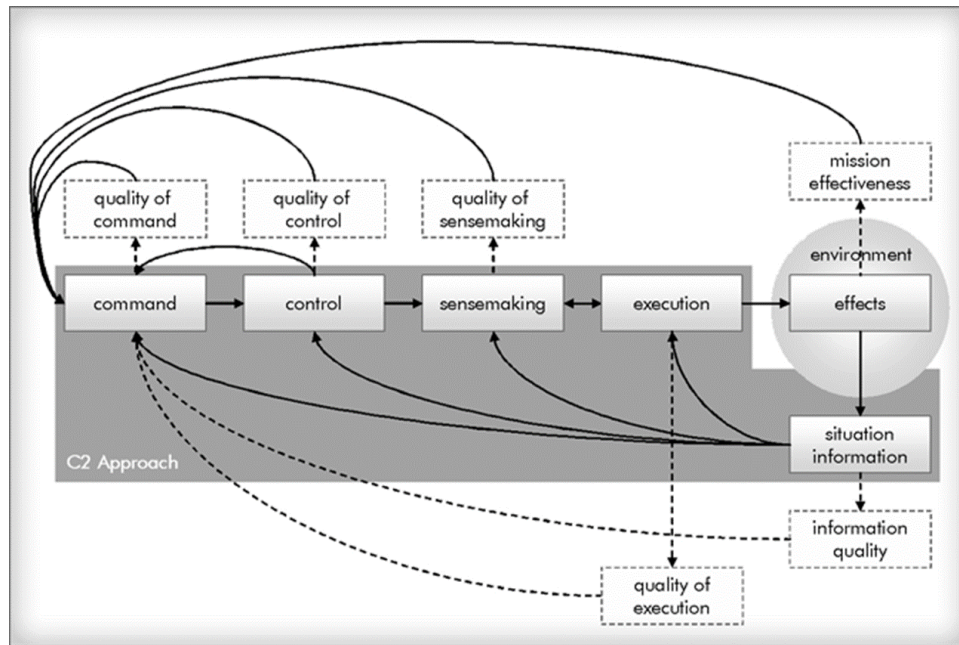 mission
effectiveness
quality of
command
quality of
control
quality of
sensemaking
environment
command
control
sensemaking
execution
effects
situation
information
C2 Approach
information
quality
quality of
execution